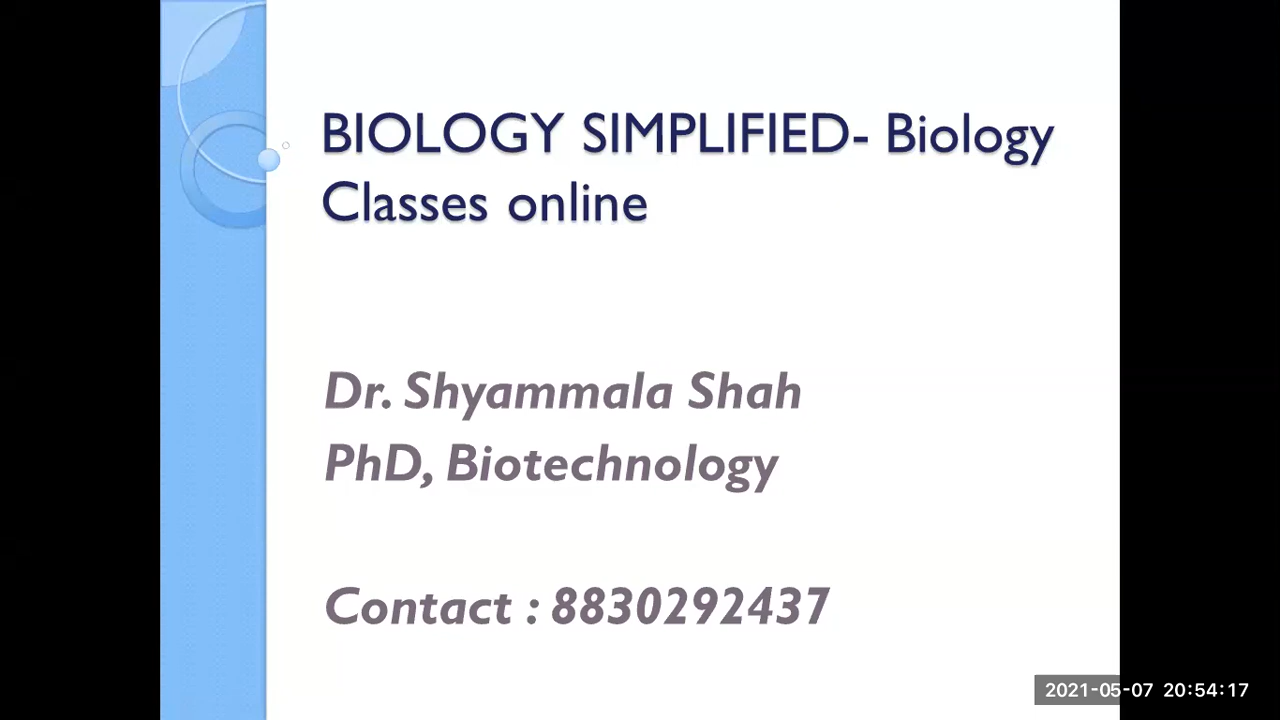 BIOLOGY SIMPLIFIED- Biology
Classes online
Dr. Shyammala Shah
PhD, Biotechnology
Contact : 8830292437
2021-05-07 20:54:17